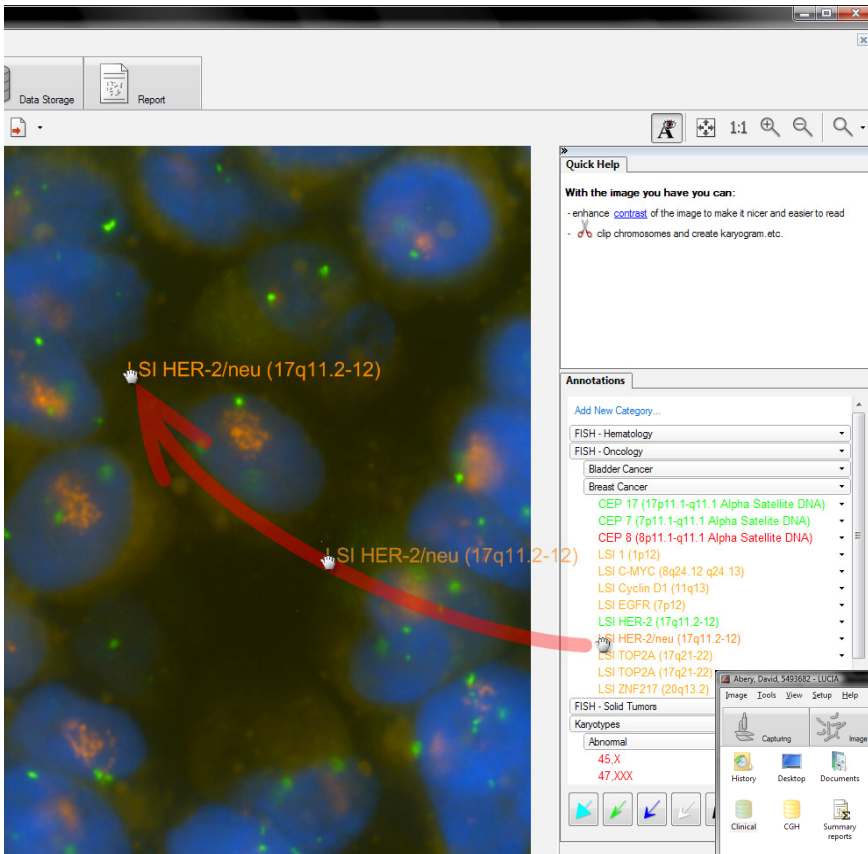 Data Storage
Report
1:1
»
Quick Help
With the image you have you can:
- enhance contrast of the image to make it nicer and easier to read
- clip chromosomes and create karyogram.etc.
LSI HER-2/neu (17q11.2-12)
LSI HER-2/neu (17q11.2-12)
Annotations
Add New Category...
FISH - Hematology
FISH - Oncology
Bladder Cancer
Breast Cancer
CEP 17 (17p11.1-q11.1 Alpha Satellite DNA)
CEP 7 (7p11.1-q11.1 Alpha Satelite DNA)
CEP 8 (8p11.1-q11.1 Alpha Satellite DNA)
LSI 1 (1p12)
LSI C-MYC (8q24.12 q24.13)
LSI Cyclin D1 (11q13)
LSI EGFR (7p12)
LSI HER-2 (17q11.2-12)
LSI HER-2/neu (17q11.2-12)
LSI TOP2A (17q21-22)
LSI TOP2A (17q21-22)
LSI ZNF217 (20q13.2)
FISH - Solid Tumors
Karyotypes
Abnormal
45,X
47,XXX
Abery, David, 5493682 - LUCIA
Image Tools View Setup Help
Capturing
Image
History Desktop Documents
Clinical CGH Summary
reports